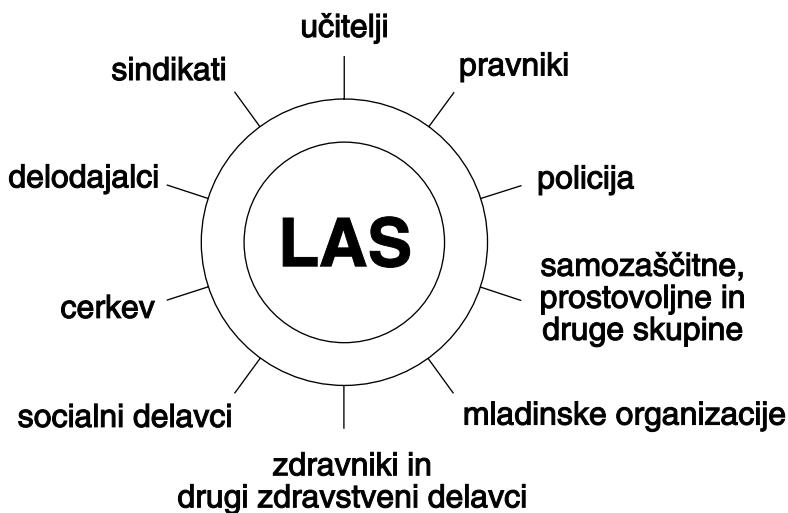 učitelji
sindikati
pravniki
delodajalci
policija
LAS
samozaščitne,
prostovoljne in
druge skupine
cerkev
socialni delavci
mladinske organizacije
zdravniki in
drugi zdravstveni delavci